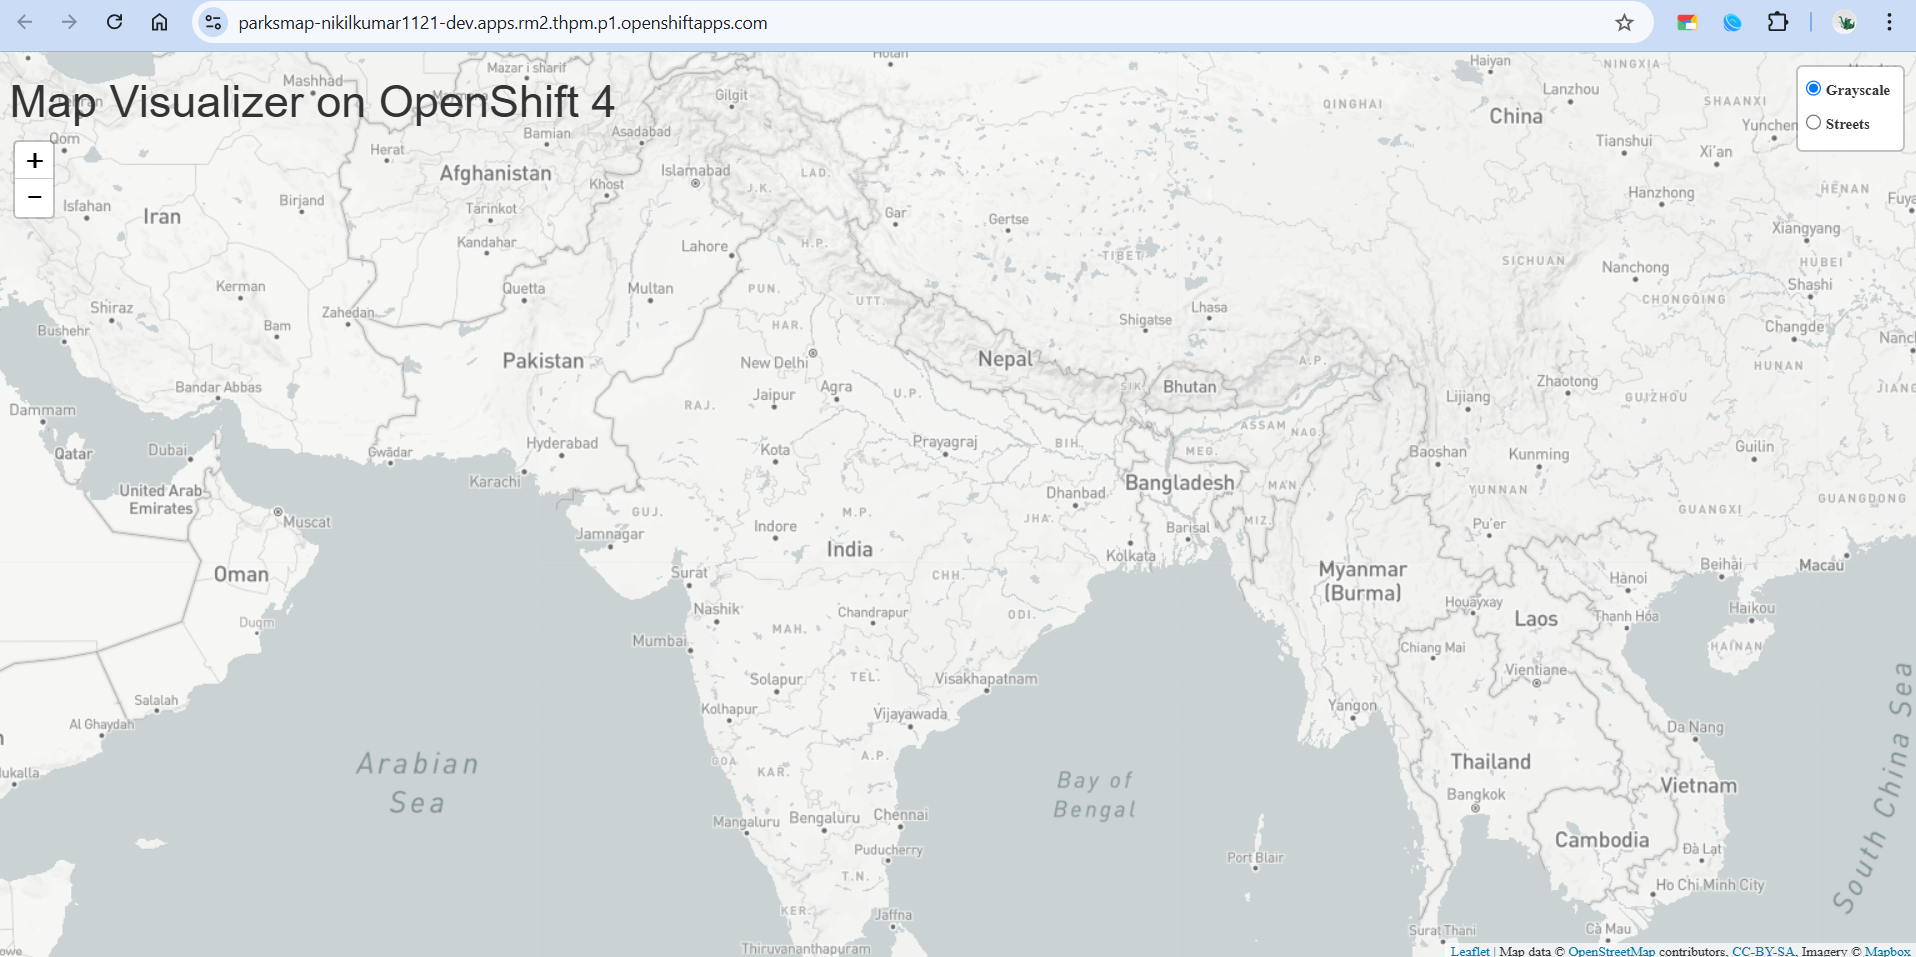 parksmap-nikilkumar1121-dev.apps.rm2.thpm.p1.openshiftapps.com
Map Visualizer on OpenShift 4
+
−
Grayscale
Streets
Mashhad
Mazar i sharif
Gilgit
Haiyan
NINGXIA
Lanzhou
QINGHAI
China
SHAANXI
Yunchen
Tianshui
Xi'an
Qom
Herat
Bamian
Asadabad
Afghanistan
Khost
Islamabad
J.K.
LAD.
Isfahan
Iran
Birjand
Tarinkot
Kandahar
Lahore
H.P.
Gar
Gertse
TIBET
Hanzhong
HENAN
Fuya
Xiangyang
HUBEI
SICHUAN
Nanchong
Shashi
CHONGQING
Kerman
Quetta
Multan
PUN.
UTT.
Shiraz
Zahedan
Bushehr
Bam
HAR.
Shigatse
Lhasa
Changde
Nanc
HUNAN
New Delhi
Pakistan
Nepal
SIK.
Bhutan
A.P.
Bandar Abbas
Jaipur
Agra
U.P.
RAJ.
Lijiang
Zhaotong
GUIZHOU
JIANG
Dammam
Dubai
Qatar
Gwādar
Hyderabad
Kota
Prayagraj
BIH.
ASSAM
NAG.
MEG.
Baoshan
Kunming
Guilin
Karachi
United Arab
Emirates
Dhanbad
Bangladesh
MAN
YUNNAN
GUANGDONG
GUANGXI
Muscat
GUJ.
Jamnagar
Indore
M.P.
JHA.
Barisal
MIZ.
Pu'er
India
Kolkata
Oman
Surat
CHH.
Myanmar
(Burma)
Hanoi
Beihai
Macau
Nashik
Chandrapur
ODI.
Houayxay
Laos
Thanh Hóa
Haikou
HAINAN
Duqm
Mumbai
MAH.
Chiang Mai
Vientiane
Salalah
Solapur
TEL.
Visakhapatnam
Kolhapur
Vijayawada
Yangon
Al Ghaydah
Da Nang
Arabian
Sea
GOA
KAR.
A.P.
Bay of
Bengal
Thailand
Vietnam
South China Sea
Bangkok
ukalla
Mangaluru
Bengaluru
Chennai
Cambodia
Đà Lạt
Puducherry
Port Blair
T.N.
Ho Chi Minh City
KER.
Jaffna
Surat Thani
Cà Mau
Thiruvananthapuram
owe
Leaflet | Map data © OpenStreetMap contributors, CC-BY-SA, Imagery © Mapbox